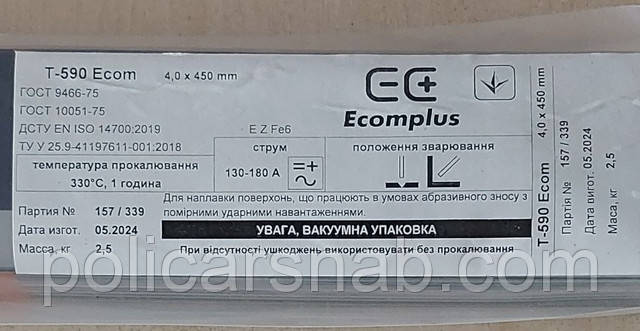 Т-590 Ecom 4,0 х 450 mm
ГОСТ 9466-75
ГОСТ 10051-75
ДСТУ EN ISO 14700:2019 E Z Fe6
ТУ У 25.9-41197611-001:2018
температура прокалювання
330°С, 1 година
струм
130-180 А
Ecomplus
положення зварювання
Партия № 157 / 339
Дата изгот. 05.2024
Масса, кг 2,5
Для наплавки поверхонь, що працюють в умовах абразивного зносу з
помірними ударними навантаженнями.
УВАГА, ВАКУУМНА УПАКОВКА
При відсутності ушкоджень використовувати без прокалювання
Т-590 Ecom 4,0 х 450 mm
Партія № 157 / 339
Дата вигот. 05.2024
Маса, кг 2,5
policarsnab.com